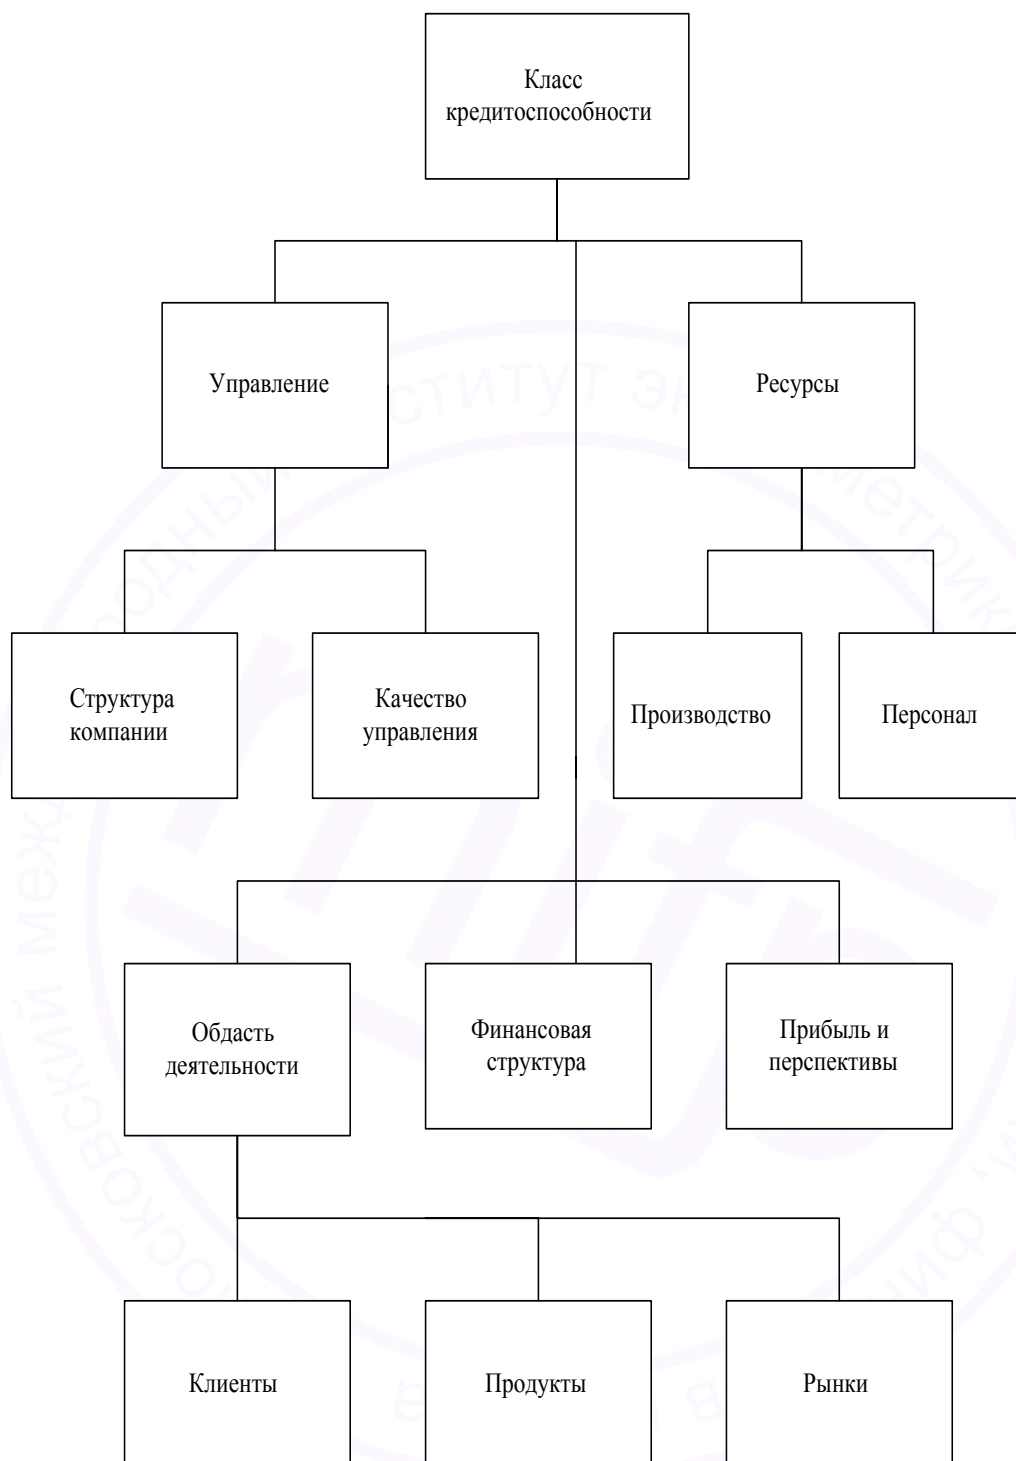 Класс
кредитоспособности
Управление
Ресурсы
Структура
компании
Качество
управления
Производство
Персонал
Обдасть
деятельности
Финансовая
структура
Прибыль и
перспективы
Клиенты
Продукты
Рынки